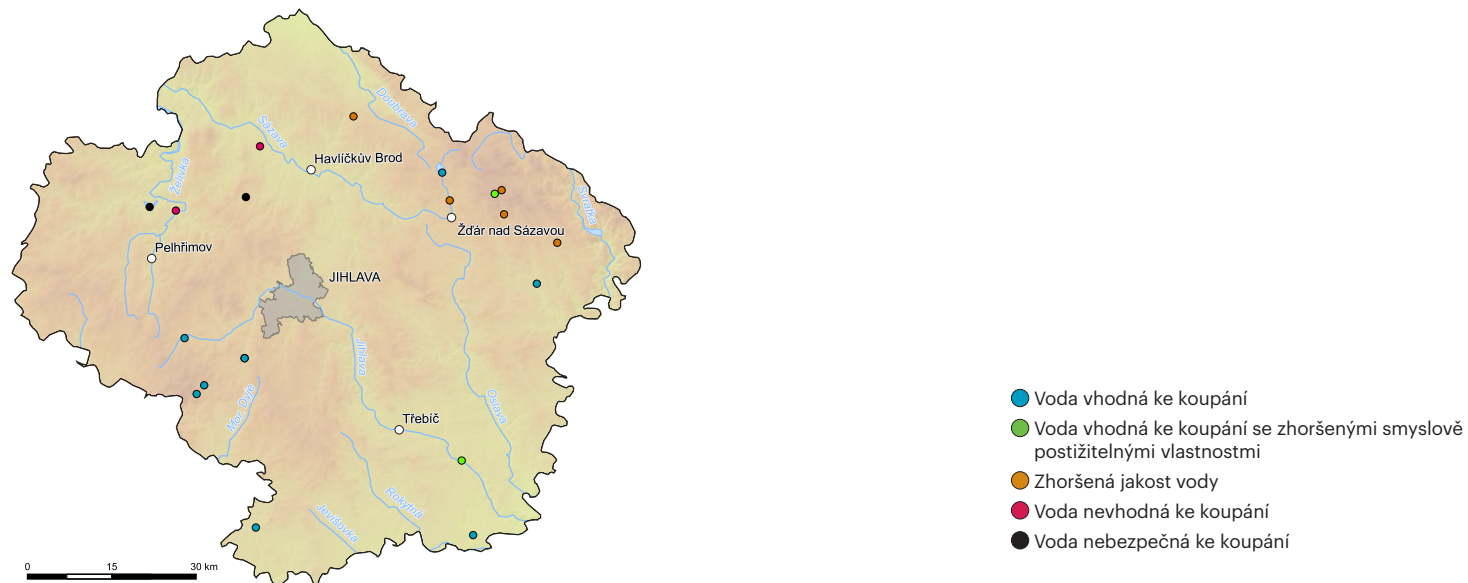 Doubrava
Sázava
Havlíčkův Brod
Želivka
Svratka
Žďár nad Sázavou
Pelhřimov
JIHLAVA
Jihlava
Mor. Dyje
Oslava
Třebíč
Rokytná
Jevišovka
0 15 30 km
Voda vhodná ke koupání
Voda vhodná ke koupání se zhoršenými smyslově
postižitelnými vlastnostmi
Zhoršená jakost vody
Voda nevhodná ke koupání
Voda nebezpečná ke koupání